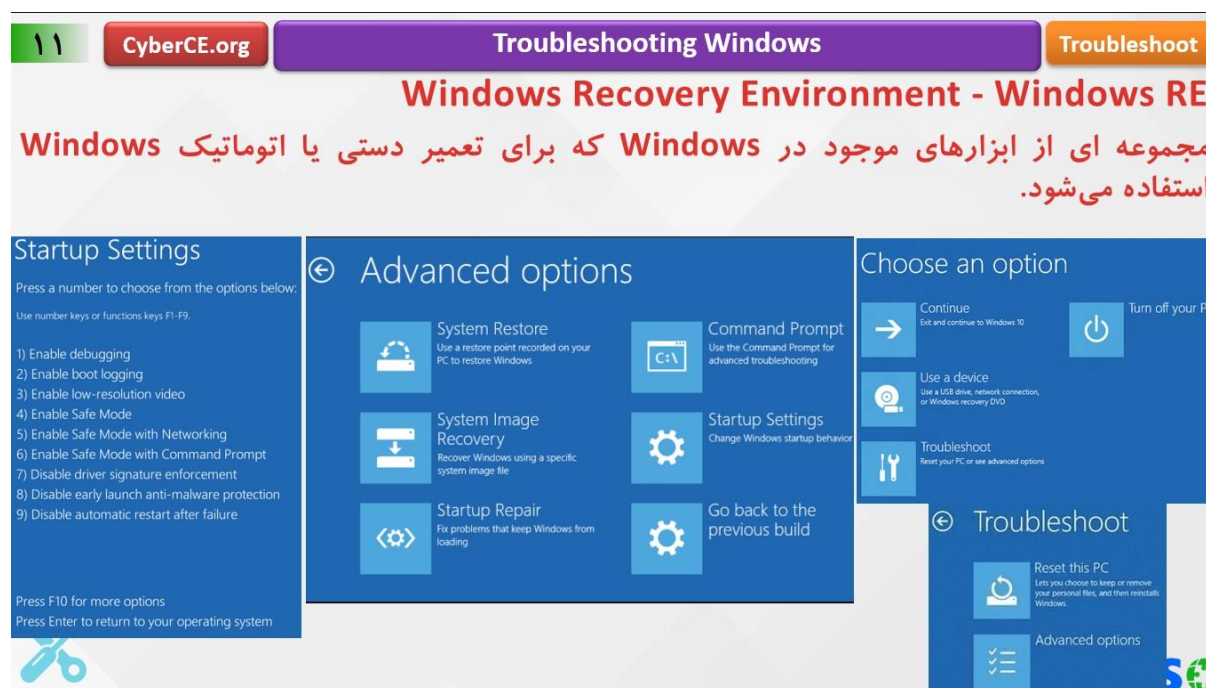 ۱۱
CyberCE.org
Troubleshooting Windows
Troubleshoot
Windows Recovery Environment - Windows RE
مجموعه ای از ابزارهای موجود در Windows که برای تعمیر دستی یا اتوماتیک Windows
استفاده می‌شود.
Startup Settings
Press a number to choose from the options below:
Use number keys or functions keys F1-F9.
1) Enable debugging
2) Enable boot logging
3) Enable low-resolution video
4) Enable Safe Mode
5) Enable Safe Mode with Networking
6) Enable Safe Mode with Command Prompt
7) Disable driver signature enforcement
8) Disable early launch anti-malware protection
9) Disable automatic restart after failure
Press F10 for more options
Press Enter to return to your operating system
Advanced options
System Restore
Use a restore point recorded on your
PC to restore Windows
System Image
Recovery
Recover Windows using a specific
system image file
Startup Repair
Fix problems that keep Windows from
loading
C:\
Command Prompt
Use the Command Prompt for
advanced troubleshooting
Startup Settings
Change Windows startup behavior
Go back to the
previous build
Choose an option
Continue
Exit and continue to Windows 10
Use a device
Use a USB drive, network connection,
or Windows recovery DVD
Troubleshoot
Reset your PC or see advanced options
Turn off your P
Troubleshoot
Reset this PC
Lets you choose to keep or remove
your personal files, and then reinstalls
Windows.
Advanced options